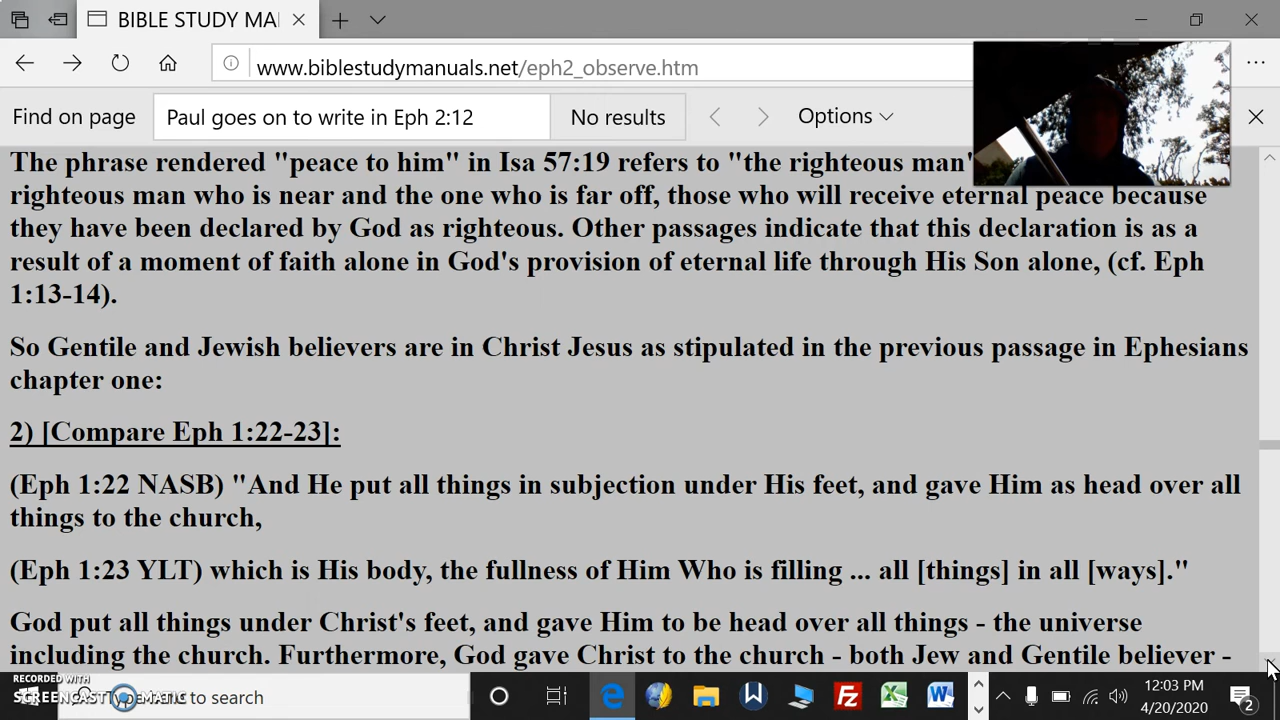 BIBLE STUDY MA
www.biblestudymanuals.net/eph2_observe.htm
Find on page
Paul goes on to write in Eph 2:12
No results
Options
The phrase rendered "peace to him" in Isa 57:19 refers to "the righteous man'
righteous man who is near and the one who is far off, those who will receive eternal peace because
they have been declared by God as righteous. Other passages indicate that this declaration is as a
result of a moment of faith alone in God's provision of eternal life through His Son alone, (cf. Eph
1:13-14).
So Gentile and Jewish believers are in Christ Jesus as stipulated in the previous passage in Ephesians
chapter one:
2) [Compare Eph 1:22-23]:
(Eph 1:22 NASB) "And He put all things in subjection under His feet, and gave Him as head over all
things to the church,
(Eph 1:23 YLT) which is His body, the fullness of Him Who is filling ... all [things] in all [ways]."
God put all things under Christ's feet, and gave Him to be head over all things - the universe
including the church. Furthermore, God gave Christ to the church - both Jew and Gentile believer -
RECORDED WITH
SCREENCAST MATIC
Type here to search
12:03 PM
4/20/2020
2